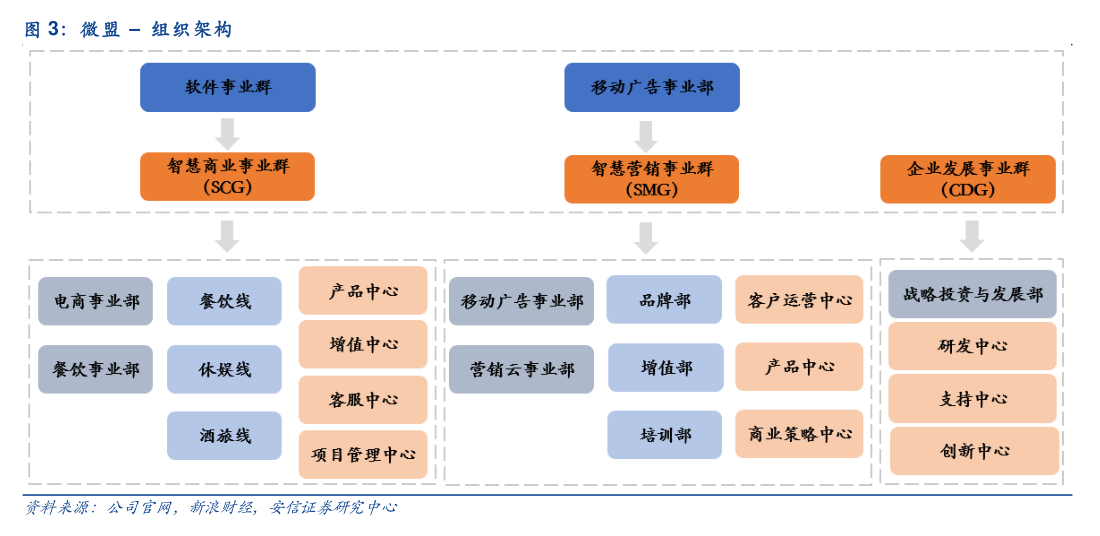 图 3：微盟 – 组织架构
软件事业群
移动广告事业部
智慧商业事业群
（SCG）
智慧营销事业群
（SMG）
企业发展事业群
（CDG）
电商事业部
餐饮事业部
餐饮线
休娱线
酒旅线
产品中心
增值中心
客服中心
项目管理中心
移动广告事业部
营销云事业部
品牌部
增值部
培训部
客户运营中心
产品中心
商业策略中心
战略投资与发展部
研发中心
支持中心
创新中心
资料来源：公司官网，新浪财经，安信证券研究中心